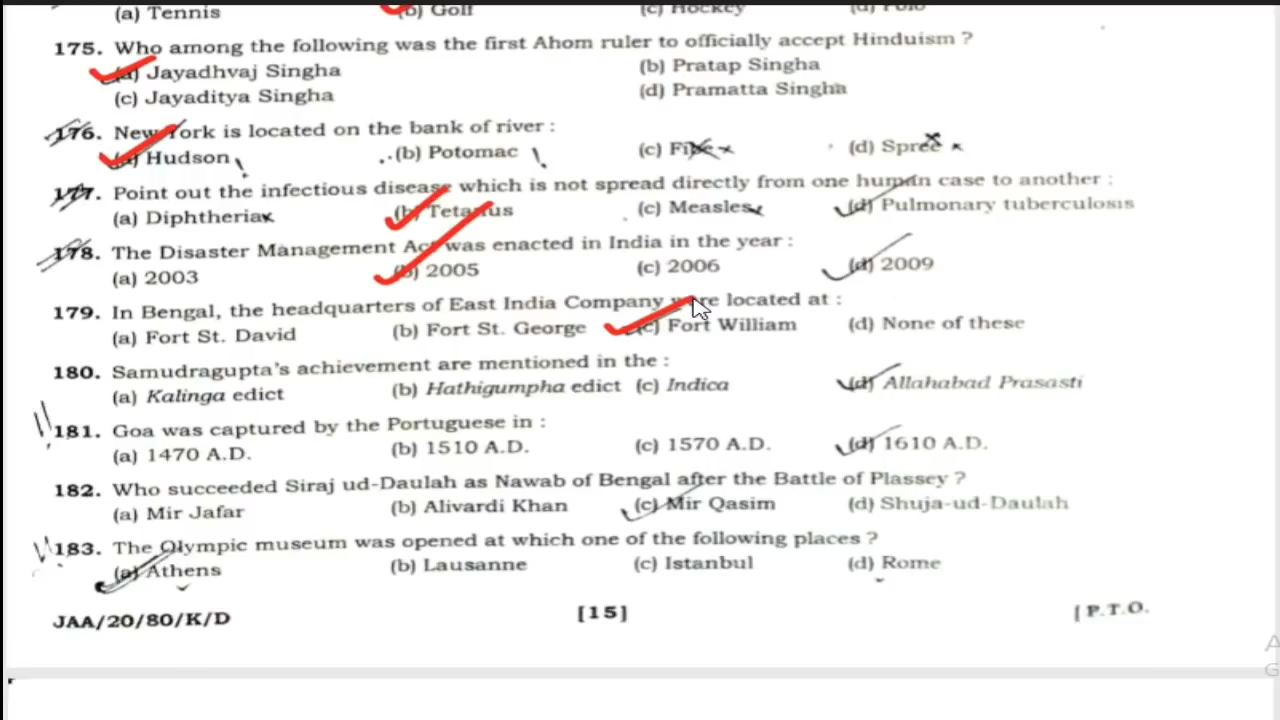 (a) Tennis (b) Golf (c) Hockey (d) Polo
175. Who among the following was the first Ahom ruler to officially accept Hinduism ?
(a) Jayadhvaj Singha (b) Pratap Singha
(c) Jayaditya Singha (d) Pramatta Singha
176. New York is located on the bank of river :
(a) Hudson (b) Potomac (c) (d) Spree
177. Point out the infectious disease which is not spread directly from one human case to another :
(a) Diphtheria (b) Tetanus (c) Measles (d) Pulmonary tuberculosis
178. The Disaster Management Act was enacted in India in the year :
(a) 2003 (b) 2005 (c) 2006 (d) 2009
179. In Bengal, the headquarters of East India Company were located at :
(a) Fort St. David (b) Fort St. George (c) Fort William (d) None of these
180. Samudragupta's achievement are mentioned in the :
(a) Kalinga edict (b) Hathigumpha edict (c) Indica (d) Allahabad Prasasti
181. Goa was captured by the Portuguese in :
(a) 1470 A.D. (b) 1510 A.D. (c) 1570 A.D. (d) 1610 A.D.
182. Who succeeded Siraj ud-Daulah as Nawab of Bengal after the Battle of Plassey ?
(a) Mir Jafar (b) Alivardi Khan (c) Mir Qasim (d) Shuja-ud-Daulah
183. The Olympic museum was opened at which one of the following places ?
(a) Athens (b) Lausanne (c) Istanbul (d) Rome
JAA/20/80/K/D [15] [P.T.O.